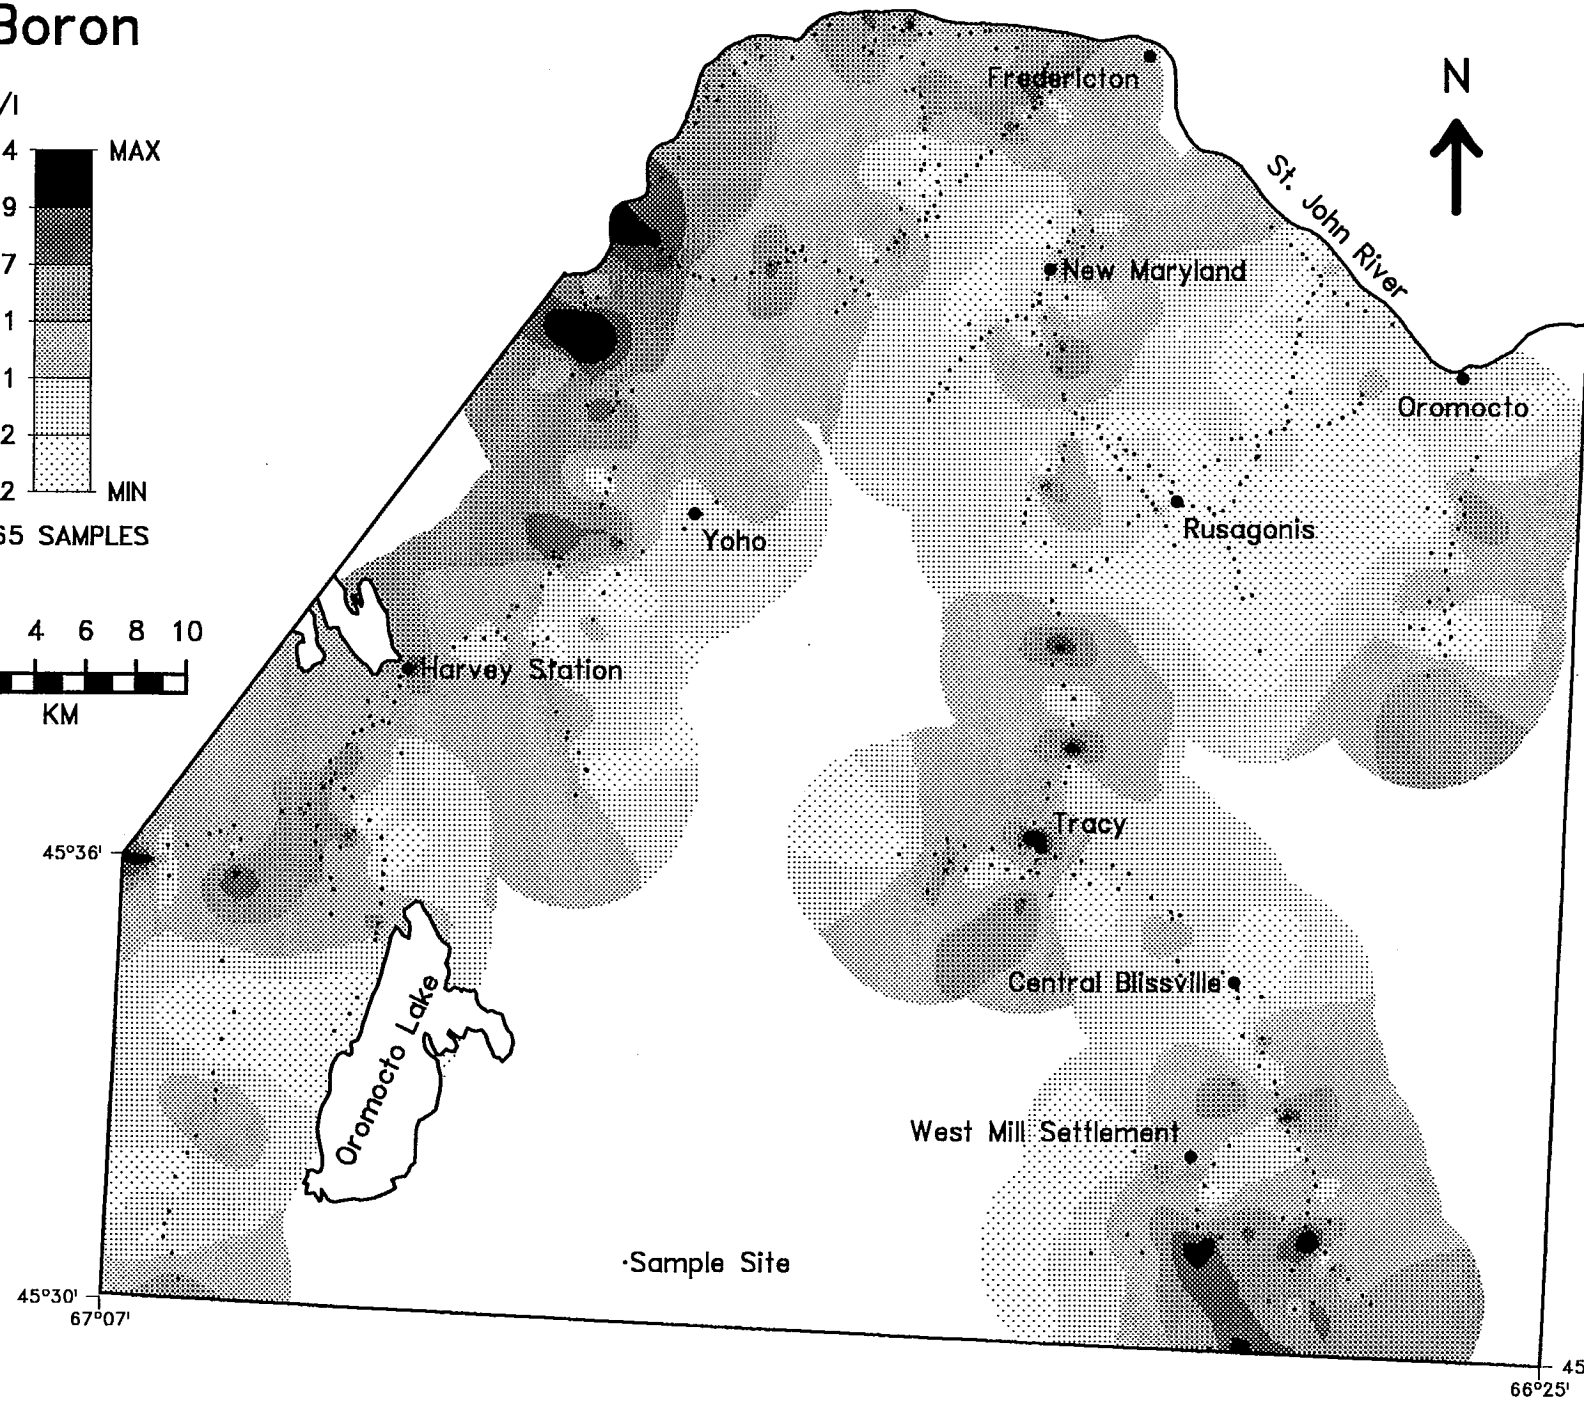 Boron
/l
4 MAX
9
7
1
1
2
2 MIN
65 SAMPLES
4 6 8 10
KM
N
Fredericton
St. John River
New Maryland
Oromocto
Rusagonis
Yoho
Harvey Station
Tracy
45°36'
Central Blissville
Oromocto Lake
West Mill Settlement
Sample Site
45°30'
67°07'
45
66°25'